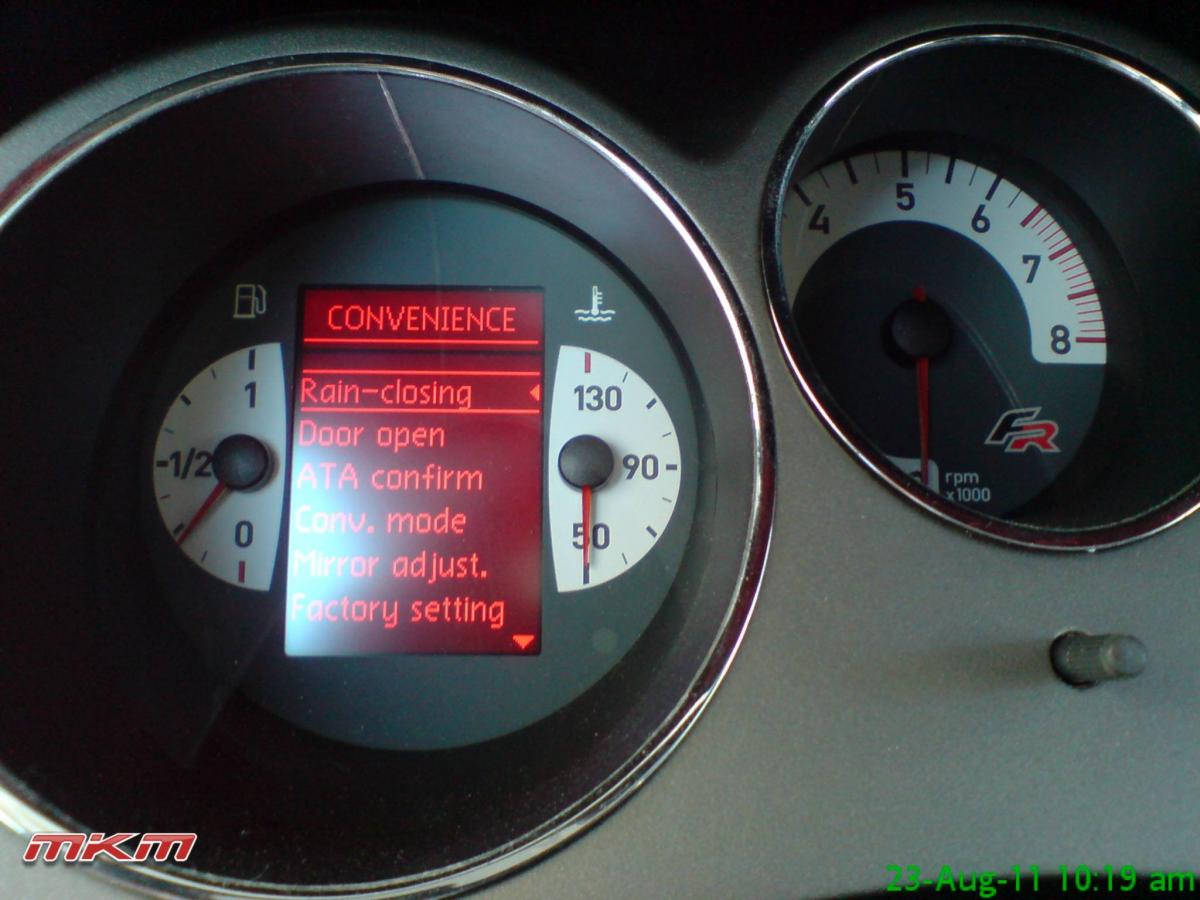 CONVENIENCE
Rain-closing
Door open
ATA confirm
Conv. mode
Mirror adjust.
Factory setting
1
1/2
0
130
90
50
4
5
6
7
8
FR
rpm
x1000
MKM
23-Aug-11 10:19 am